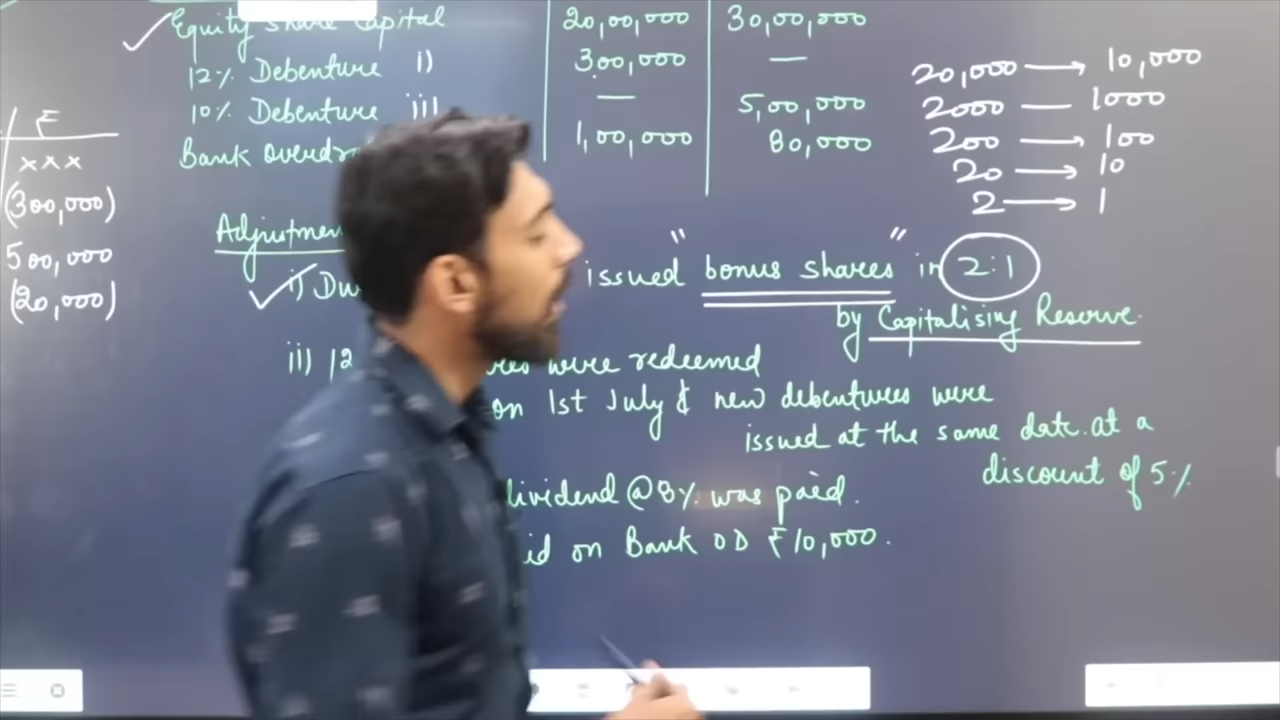 Equity Share Capital 20,00,000 30,00,000
12% Debenture i) 300,000 —
10% Debenture ii) — 5,00,000
Bank 1,00,000 80,000
20,000 → 10,000
2000 — 1000
200 → 100
20 → 10
2 → 1
F
xxx
(300,000)
500,000
(20,000)
i) issued "bonus shares" in 2:1
by Capitalising Reserve.
ii) 12 were redeemed
on 1st July & new debentures were
issued at the same date at a
discount of 5%
dividend @8% was paid.
on Bank OD ₹10,000.